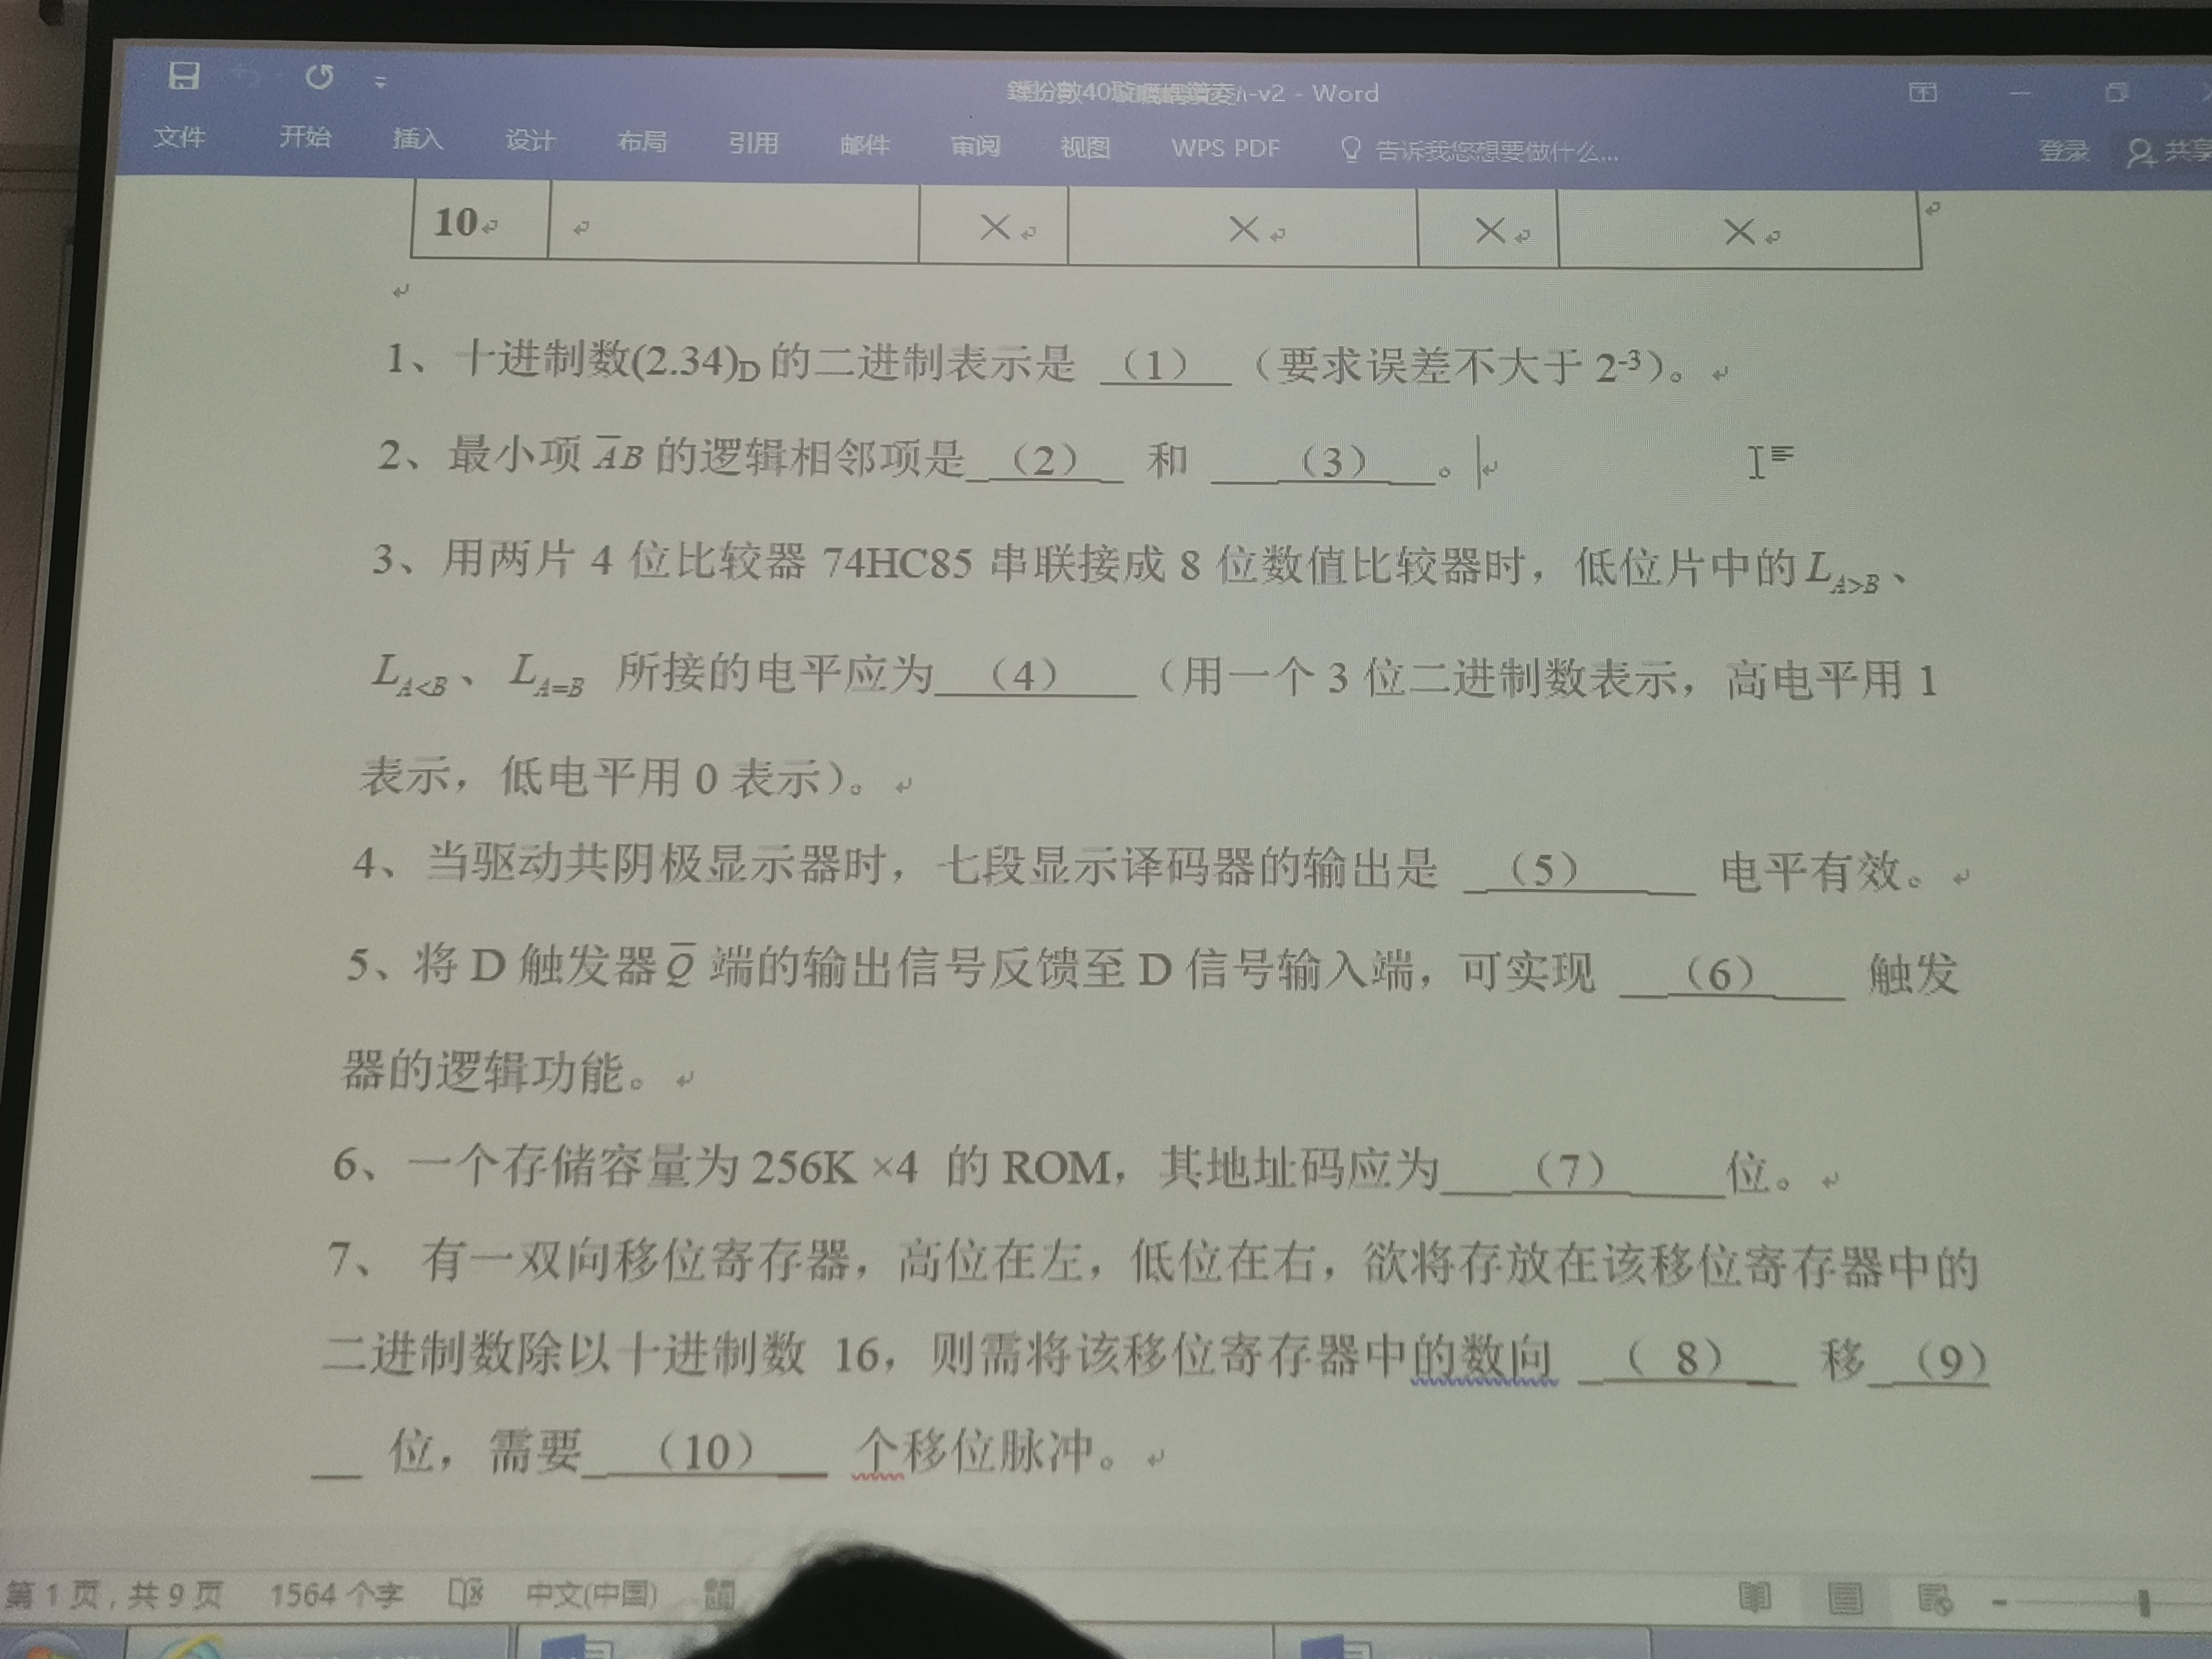 -v2 - Word
文件 开始 插入 设计 布局 引用 邮件 审阅 视图 WPS PDF 告诉我您想要做什么... 登录 共享
10 × × × ×
1、十进制数(2.34)D 的二进制表示是 (1) (要求误差不大于 2-3)。
2、最小项 A̅B 的逻辑相邻项是 (2) 和 (3) 。
3、用两片 4 位比较器 74HC85 串联接成 8 位数值比较器时，低位片中的 LA>B、
LA<B、 LA=B 所接的电平应为 (4) (用一个 3 位二进制数表示，高电平用 1
表示，低电平用 0 表示)。
4、当驱动共阴极显示器时，七段显示译码器的输出是 (5) 电平有效。
5、将 D 触发器 Q̅ 端的输出信号反馈至 D 信号输入端，可实现 (6) 触发
器的逻辑功能。
6、一个存储容量为 256K ×4 的 ROM，其地址码应为 (7) 位。
7、 有一双向移位寄存器，高位在左，低位在右，欲将存放在该移位寄存器中的
二进制数除以十进制数 16，则需将该移位寄存器中的数向 ( 8) 移 (9)
位，需要 (10) 个移位脉冲。
第 1 页, 共 9 页 1564 个字 中文(中国)